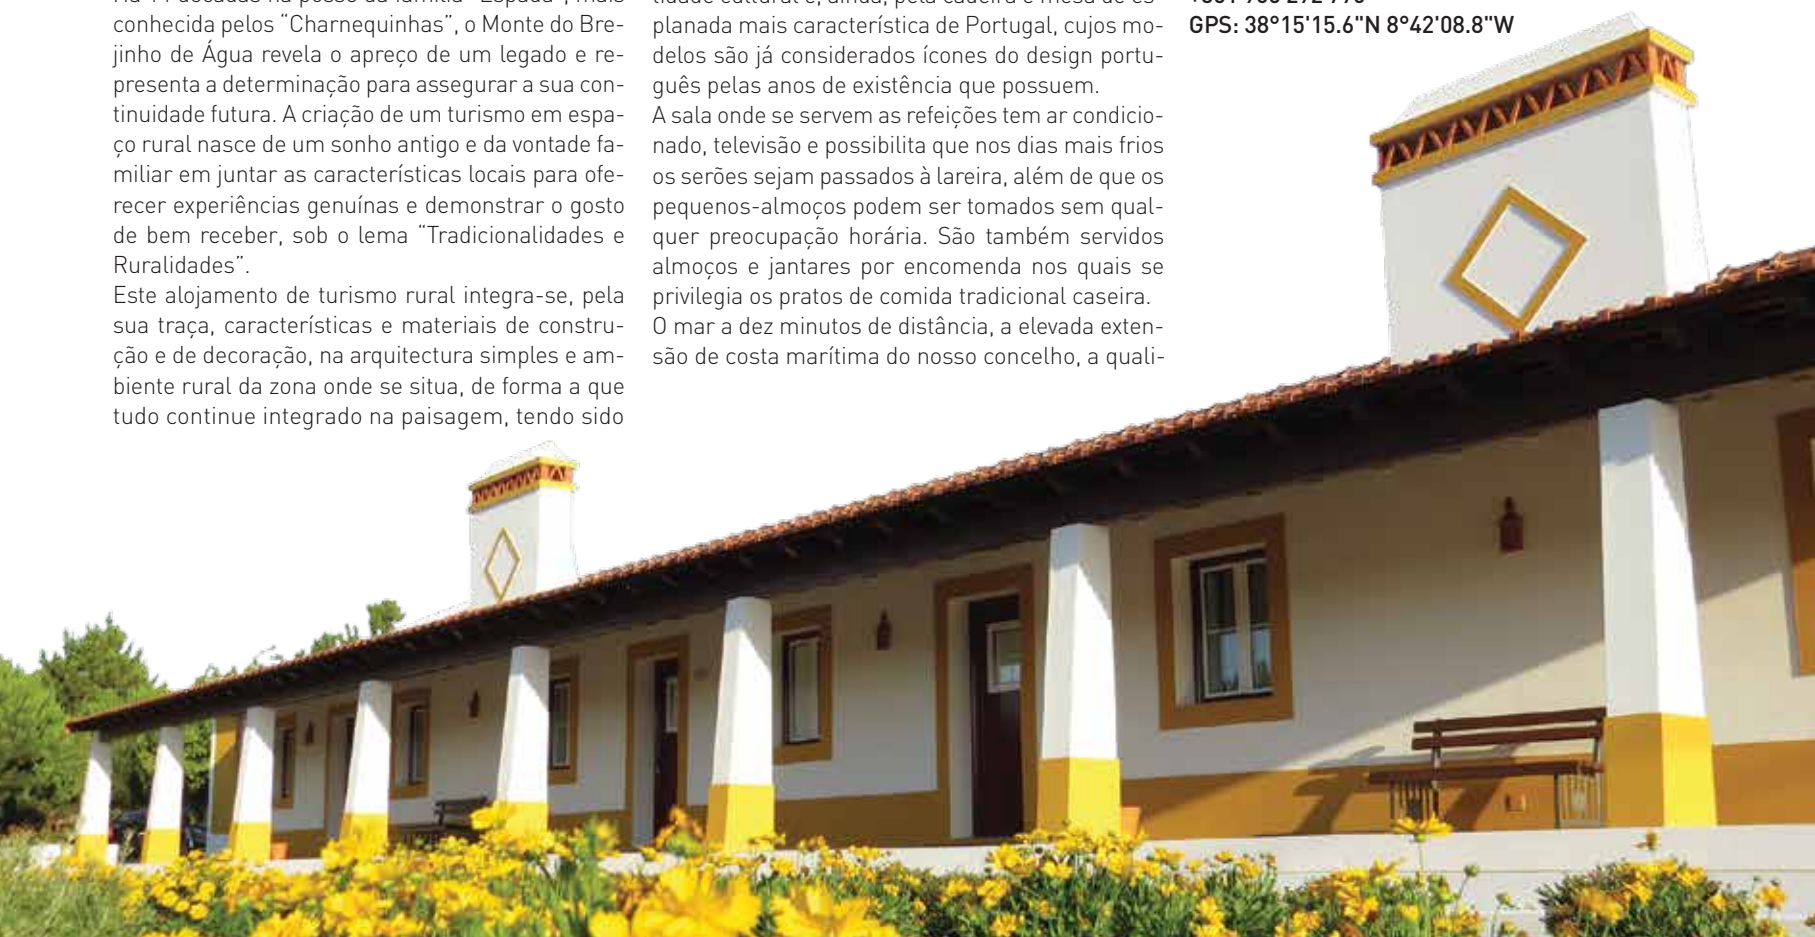 conhecida pelos “Charnequinhas”, o Monte do Bre-
jinho de Água revela o apreço de um legado e re-
presenta a determinação para assegurar a sua con-
tinuidade futura. A criação de um turismo em espa-
ço rural nasce de um sonho antigo e da vontade fa-
miliar em juntar as características locais para ofe-
recer experiências genuínas e demonstrar o gosto
de bem receber, sob o lema “Tradicionalidades e
Ruralidades”.
Este alojamento de turismo rural integra-se, pela
sua traça, características e materiais de constru-
ção e de decoração, na arquitectura simples e am-
biente rural da zona onde se situa, de forma a que
tudo continue integrado na paisagem, tendo sido
planada mais característica de Portugal, cujos mo-
delos são já considerados ícones do design portu-
guês pelas anos de existência que possuem.
A sala onde se servem as refeições tem ar condicio-
nado, televisão e possibilita que nos dias mais frios
os serões sejam passados à lareira, além de que os
pequenos-almoços podem ser tomados sem qual-
quer preocupação horária. São também servidos
almoços e jantares por encomenda nos quais se
privilegia os pratos de comida tradicional caseira.
O mar a dez minutos de distância, a elevada exten-
são de costa marítima do nosso concelho, a quali-
GPS: 38°15'15.6"N 8°42'08.8"W